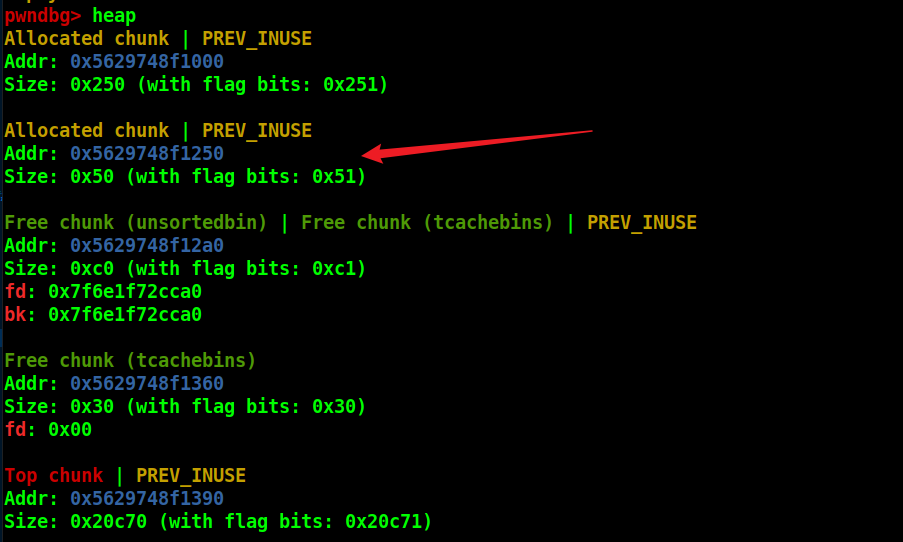 pwndbg> heap
Allocated chunk | PREV_INUSE
Addr: 0x5629748f1000
Size: 0x250 (with flag bits: 0x251)
Allocated chunk | PREV_INUSE
Addr: 0x5629748f1250
Size: 0x50 (with flag bits: 0x51)
Free chunk (unsortedbin) | Free chunk (tcachebins) | PREV_INUSE
Addr: 0x5629748f12a0
Size: 0xc0 (with flag bits: 0xc1)
fd: 0x7f6e1f72cca0
bk: 0x7f6e1f72cca0
Free chunk (tcachebins)
Addr: 0x5629748f1360
Size: 0x30 (with flag bits: 0x30)
fd: 0x00
Top chunk | PREV_INUSE
Addr: 0x5629748f1390
Size: 0x20c70 (with flag bits: 0x20c71)